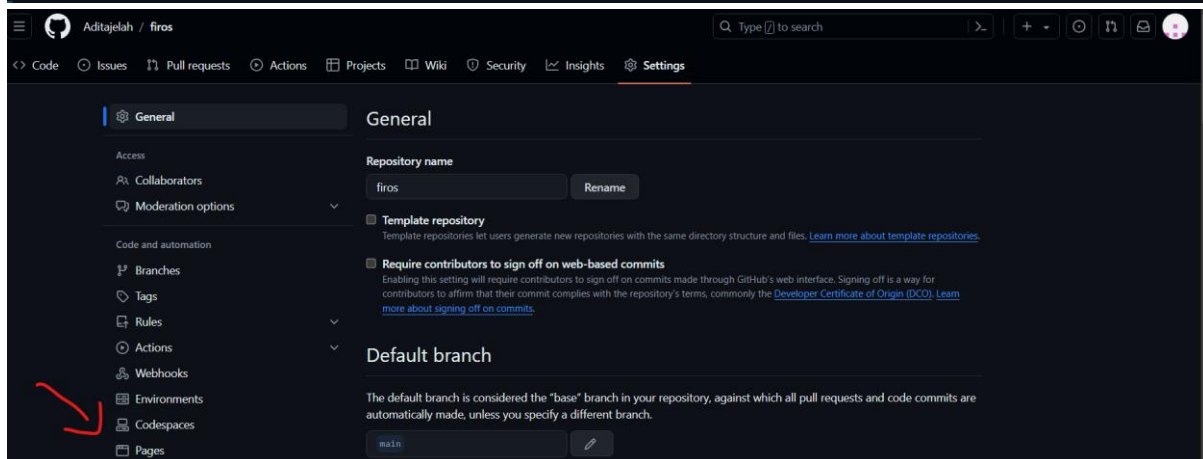 Aditajelah / firos
Type / to search
Code Issues Pull requests Actions Projects Wiki Security Insights Settings
General
Access
Collaborators
Moderation options
Code and automation
Branches
Tags
Rules
Actions
Webhooks
Environments
Codespaces
Pages
General
Repository name
firos Rename
Template repository
Template repositories let users generate new repositories with the same directory structure and files. Learn more about template repositories.
Require contributors to sign off on web-based commits
Enabling this setting will require contributors to sign off on commits made through GitHub's web interface. Signing off is a way for
contributors to affirm that their commit complies with the repository's terms, commonly the Developer Certificate of Origin (DCO). Learn
more about signing off on commits.
Default branch
The default branch is considered the "base" branch in your repository, against which all pull requests and code commits are
automatically made, unless you specify a different branch.
main